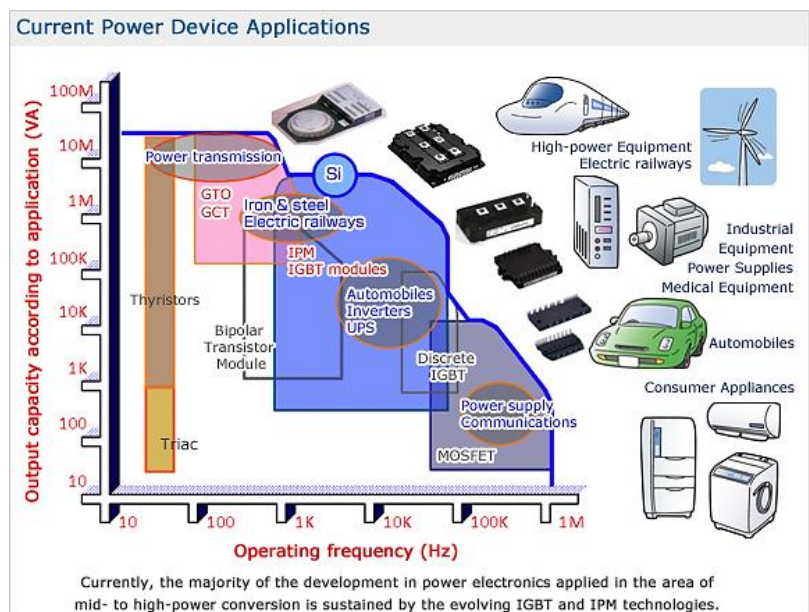 Current Power Device Applications
Output capacity according to application (VA)
100M
10M
1M
100K
10K
1K
100
10
Power transmission
Si
GTO
GCT
Iron & steel
Electric railways
IPM
IGBT modules
Thyristors
Automobiles
Inverters
UPS
Bipolar
Transistor
Module
Discrete
IGBT
Power supply
Communications
Triac
MOSFET
10
100
1K
10K
100K
1M
Operating frequency (Hz)
High-power Equipment
Electric railways
Industrial
Equipment
Power Supplies
Medical Equipment
Automobiles
Consumer Appliances
Currently, the majority of the development in power electronics applied in the area of
mid- to high-power conversion is sustained by the evolving IGBT and IPM technologies.